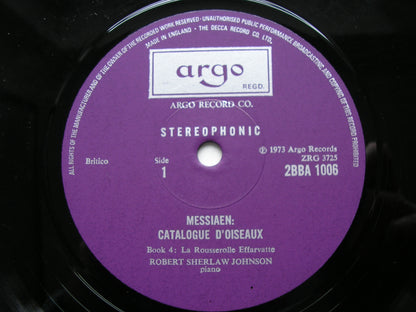 ALL RIGHTS OF THE MANUFACTURER AND OF THE OWNER OF THE RECORDED WORK RESERVED · UNAUTHORISED PUBLIC PERFORMANCE BROADCASTING AND COPYING OF THIS RECORD PROHIBITED
MADE IN ENGLAND · THE DECCA RECORD CO. LTD.
argo
REGD.
ARGO RECORD CO.
STEREOPHONIC
Britico
Side
1
℗ 1973 Argo Records
ZRG 3725
2BBA 1006
MESSIAEN:
CATALOGUE D'OISEAUX
Book 4: La Rousserolle Effarvatte
ROBERT SHERLAW JOHNSON
piano